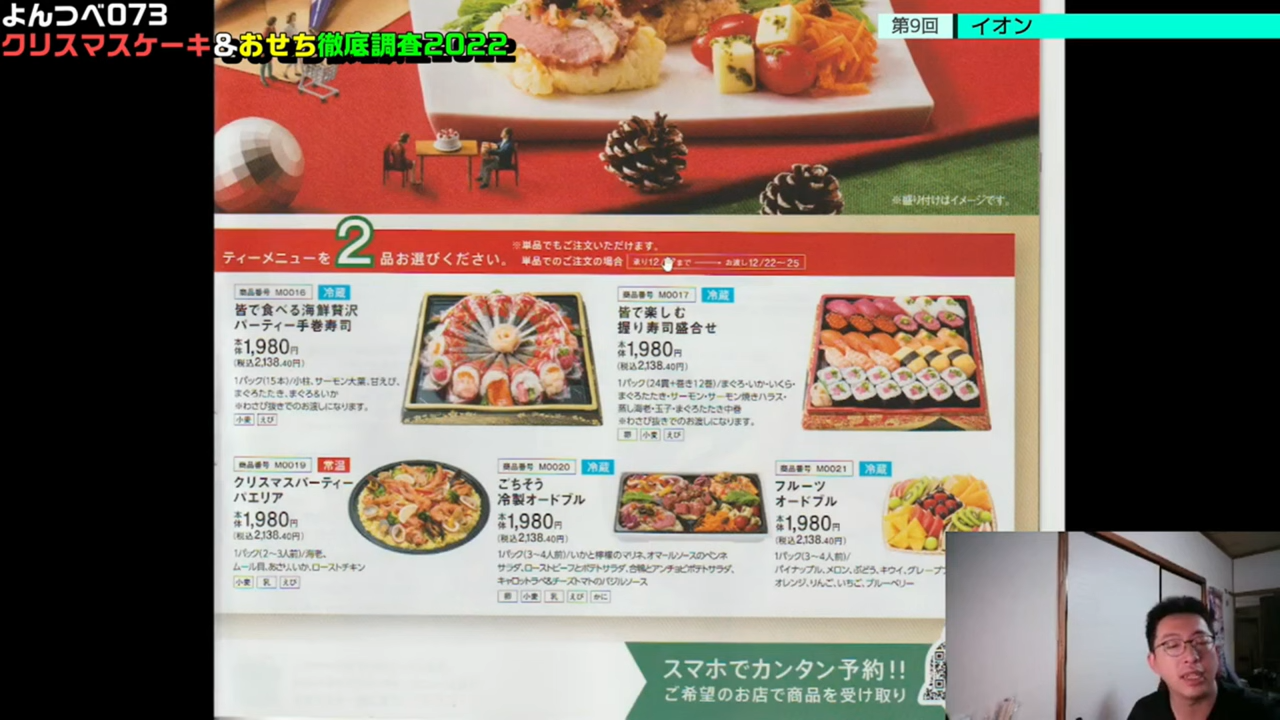 よんつべ073
クリスマスケーキ&おせち徹底調査2022
第9回 イオン
※盛り付けはイメージです。
ティーメニューを2品お選びください。
※単品でもご注文いただけます。
単品でのご注文の場合
まで
お渡し12/22〜25
商品番号 M0016 冷蔵
皆で食べる海鮮贅沢
パーティー手巻寿司
本体1,980円
(税込2,138.40円)
1パック(15本)/小柱、サーモン大葉、甘えび、
まぐろたたき、まぐろ&いか
※わさび抜きでのお渡しになります。
小麦 えび
商品番号 M0017 冷蔵
皆で楽しむ
握り寿司盛合せ
本体1,980円
(税込2,138.40円)
1パック(24貫+巻き12巻)/まぐろ・いか・いくら・
まぐろたたき・サーモン・サーモン焼きハラス・
蒸し海老・玉子・まぐろたたき中巻
※わさび抜きでのお渡しになります。
卵 小麦 えび
商品番号 M0019 常温
クリスマスパーティー
パエリア
本体1,980円
(税込2,138.40円)
1パック(2〜3人前)/海老、
ムール貝、あさり、いか、ローストチキン
小麦 乳 えび
商品番号 M0020 冷蔵
ごちそう
冷製オードブル
本体1,980円
(税込2,138.40円)
1パック(3〜4人前)/いかと檸檬のマリネ、オマールソースのペンネ
サラダ、ローストビーフとポテトサラダ、合鴨とアンチョビポテトサラダ、
キャロットラペ&チーズトマトのバジルソース
卵 小麦 乳 えび かに
商品番号 M0021 冷蔵
フルーツ
オードブル
本体1,980円
(税込2,138.40円)
1パック(3〜4人前)/
パイナップル、メロン、ぶどう、キウイ、グレープ
オレンジ、りんご、いちご、ブルーベリー
スマホでカンタン予約!!
ご希望のお店で商品を受け取り